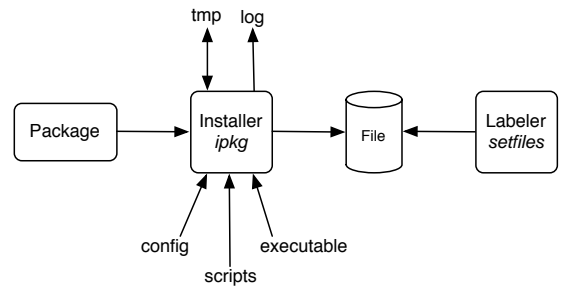 tmp log
Package
Installer
ipkg
File
Labeler
setfiles
config
executable
scripts